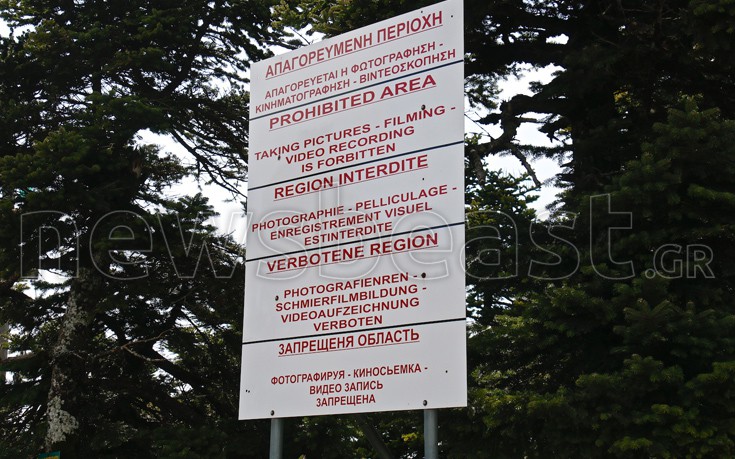 ΑΠΑΓΟΡΕΥΜΕΝΗ ΠΕΡΙΟΧΗ
ΑΠΑΓΟΡΕΥΕΤΑΙ Η ΦΩΤΟΓΡΑΦΗΣΗ -
ΚΙΝΗΜΑΤΟΓΡΑΦΗΣΗ - ΒΙΝΤΕΟΣΚΟΠΗΣΗ
PROHIBITED AREA
TAKING PICTURES - FILMING -
VIDEO RECORDING
IS FORBITTEN
REGION INTERDITE
PHOTOGRAPHIE - PELLICULAGE -
ENREGISTREMENT VISUEL
ESTINTERDITE
VERBOTENE REGION
PHOTOGRAFIENREN -
SCHMIERFILMBILDUNG -
VIDEOAUFZEICHNUNG
VERBOTEN
ЗАПРЕЩЕНЯ ОБЛАСТЬ
ФОТОГРАФИРУЯ - КИНОСЬЕМКА -
ВИДЕО ЗАПИСЬ
ЗАПРЕЩЕНА
newsbeast.GR